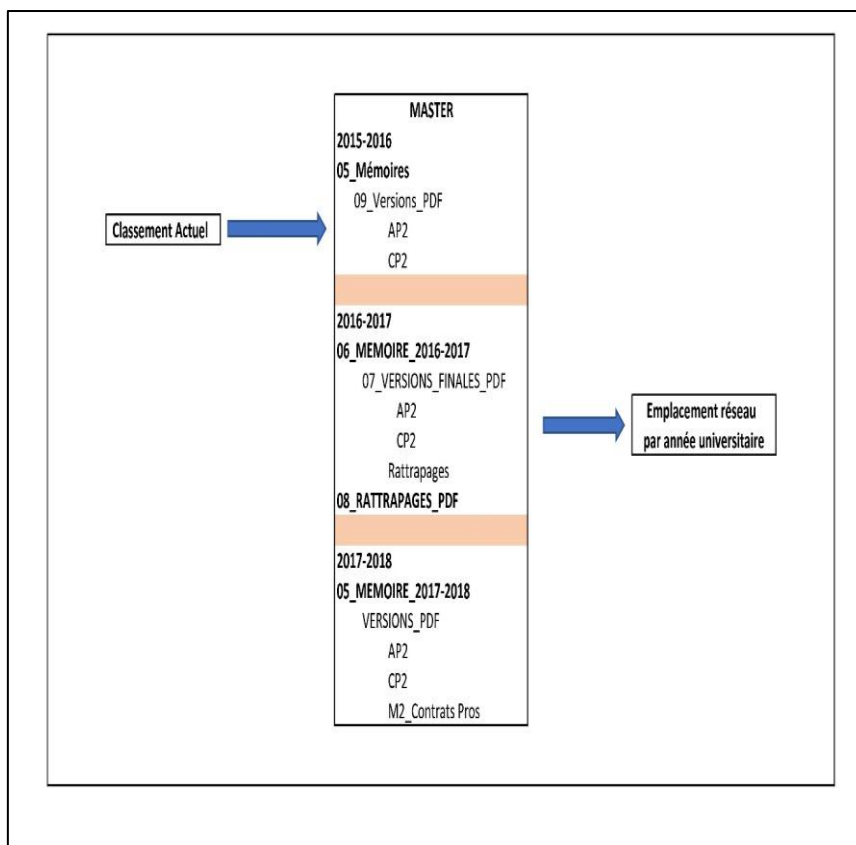 MASTER
2015-2016
05_Mémoires
09_Versions_PDF
AP2
CP2
Classement Actuel
2016-2017
06_MEMOIRE_2016-2017
07_VERSIONS_FINALES_PDF
AP2
CP2
Rattrapages
08_RATTRAPAGES_PDF
Emplacement réseau
par année universitaire
2017-2018
05_MEMOIRE_2017-2018
VERSIONS_PDF
AP2
CP2
M2_Contrats Pros